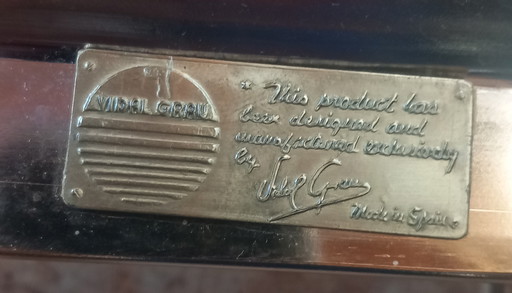 VIDAL GRAU
* This product has
been designed and
manufactured exclusively
by Vidal Grau
Made in Spain